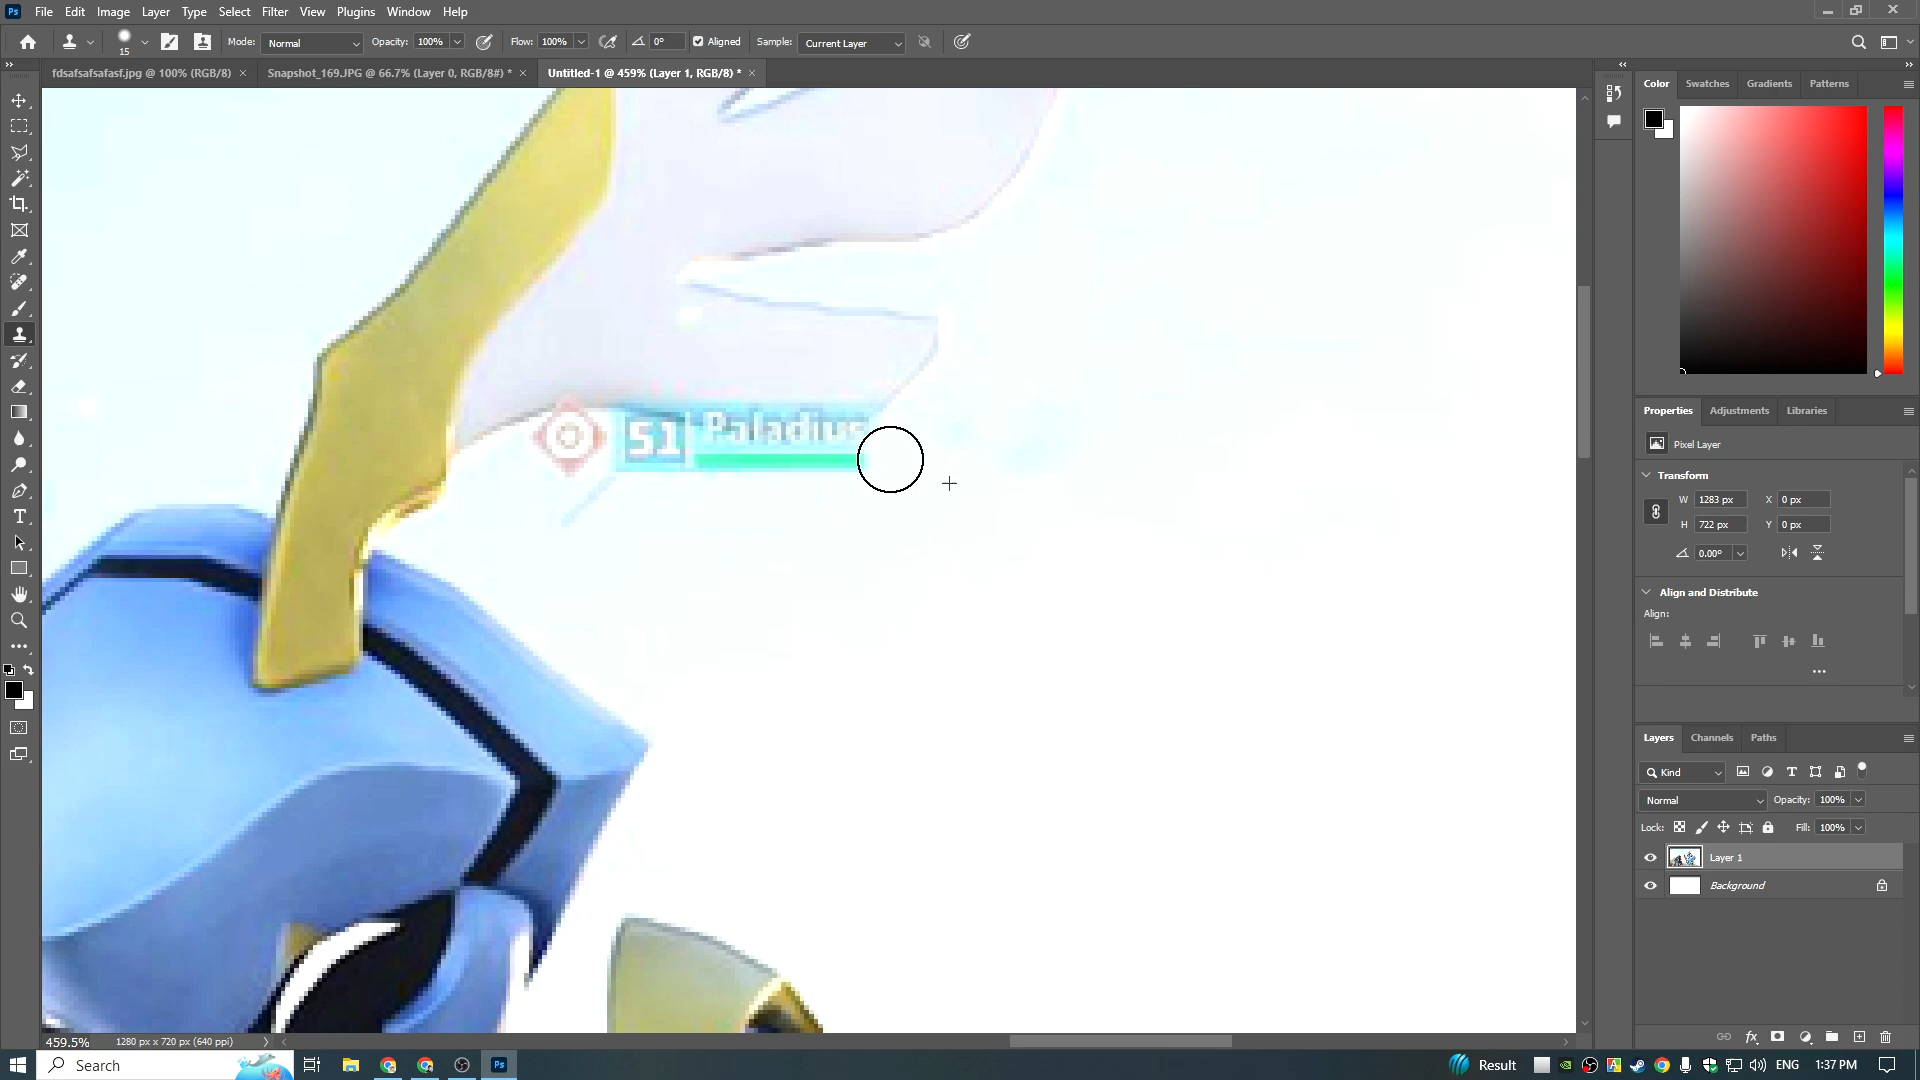 File Edit Image Layer Type Select Filter View Plugins Window Help
15 Mode: Normal Opacity: 100% Flow: 100% 0° Aligned Sample: Current Layer
fdsafsafsafasf.jpg @ 100% (RGB/8) × Snapshot_169.JPG @ 66.7% (Layer 0, RGB/8#) * × Untitled-1 @ 459% (Layer 1, RGB/8) * ×
Color Swatches Gradients Patterns
51 Paladius
Properties Adjustments Libraries
Pixel Layer
Transform
W 1283 px X 0 px
H 722 px Y 0 px
0.00°
Align and Distribute
Align:
Layers Channels Paths
Kind
Normal Opacity: 100%
Lock: Fill: 100%
Layer 1
Background
459.5% 1280 px x 720 px (640 ppi)
Search Ps Result ENG 1:37 PM